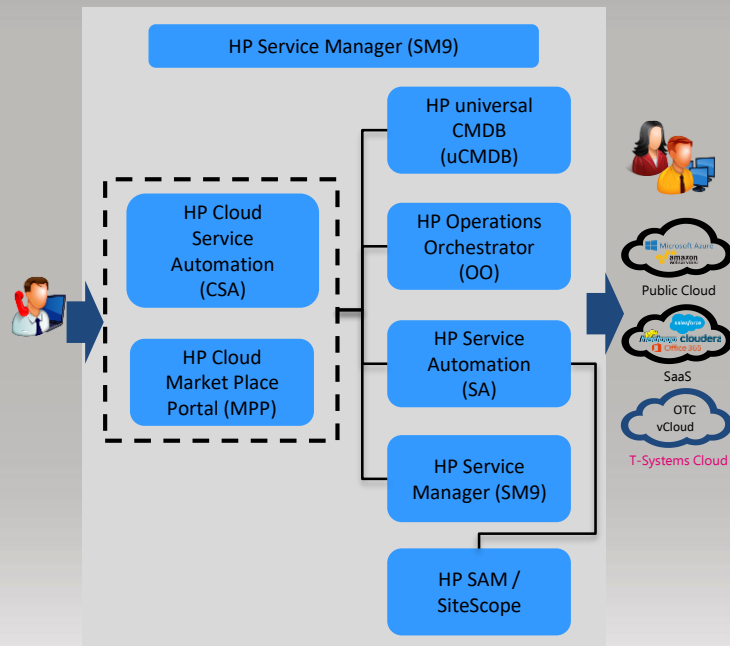 HP Service Manager (SM9)
HP universal
CMDB
(uCMDB)
HP Cloud
Service
Automation
(CSA)
HP Operations
Orchestrator
(OO)
HP Cloud
Market Place
Portal (MPP)
HP Service
Automation
(SA)
HP Service
Manager (SM9)
HP SAM /
SiteScope
Microsoft Azure
amazon
web services
Public Cloud
salesforce
cloudera
Office 365
SaaS
OTC
vCloud
T-Systems Cloud